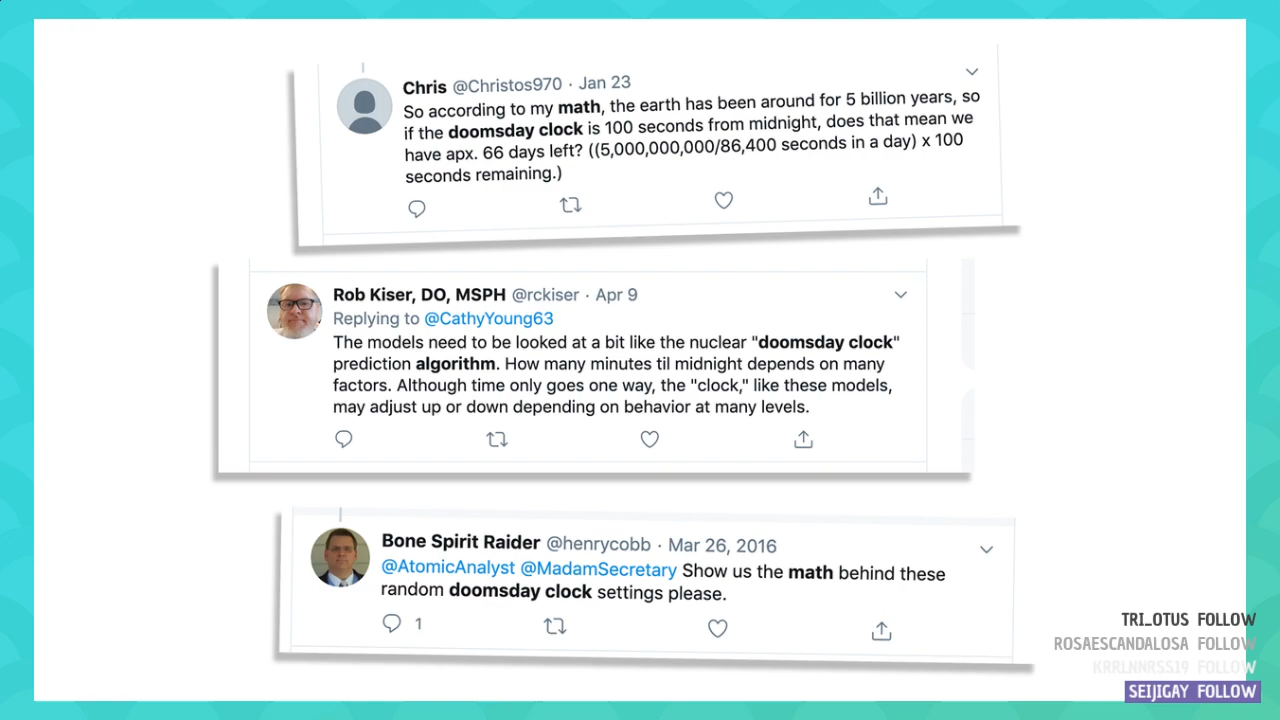 Chris @Christos970 · Jan 23
So according to my math, the earth has been around for 5 billion years, so
if the doomsday clock is 100 seconds from midnight, does that mean we
have apx. 66 days left? ((5,000,000,000/86,400 seconds in a day) x 100
seconds remaining.)
Rob Kiser, DO, MSPH @rckiser · Apr 9
Replying to @CathyYoung63
The models need to be looked at a bit like the nuclear "doomsday clock"
prediction algorithm. How many minutes til midnight depends on many
factors. Although time only goes one way, the "clock," like these models,
may adjust up or down depending on behavior at many levels.
Bone Spirit Raider @henrycobb · Mar 26, 2016
@AtomicAnalyst @MadamSecretary Show us the math behind these
random doomsday clock settings please.
1
TRI_OTUS FOLLOW
ROSAESCANDALOSA FOLLOW
KRRLNNRSS19 FOLLOW
SEIJIGAY FOLLOW